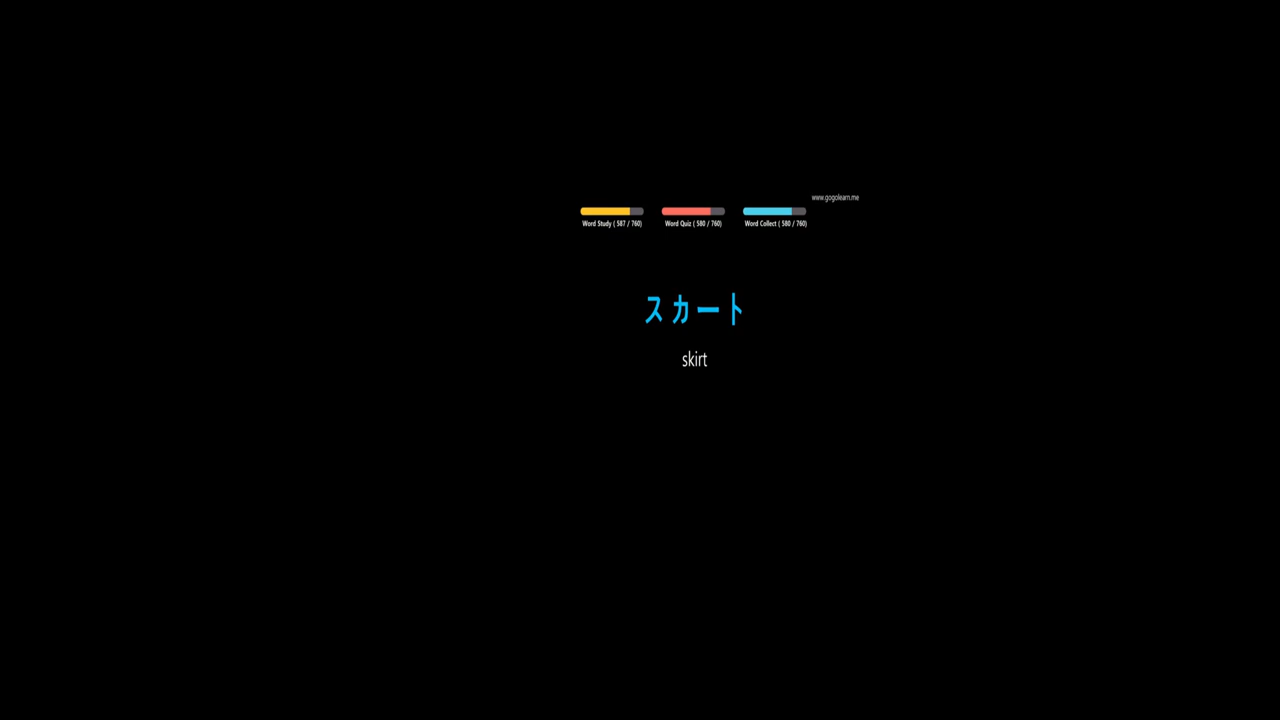 www.gogolearn.me
Word Study ( 587 / 760)
Word Quiz ( 580 / 760)
Word Collect ( 580 / 760)
スカート
skirt